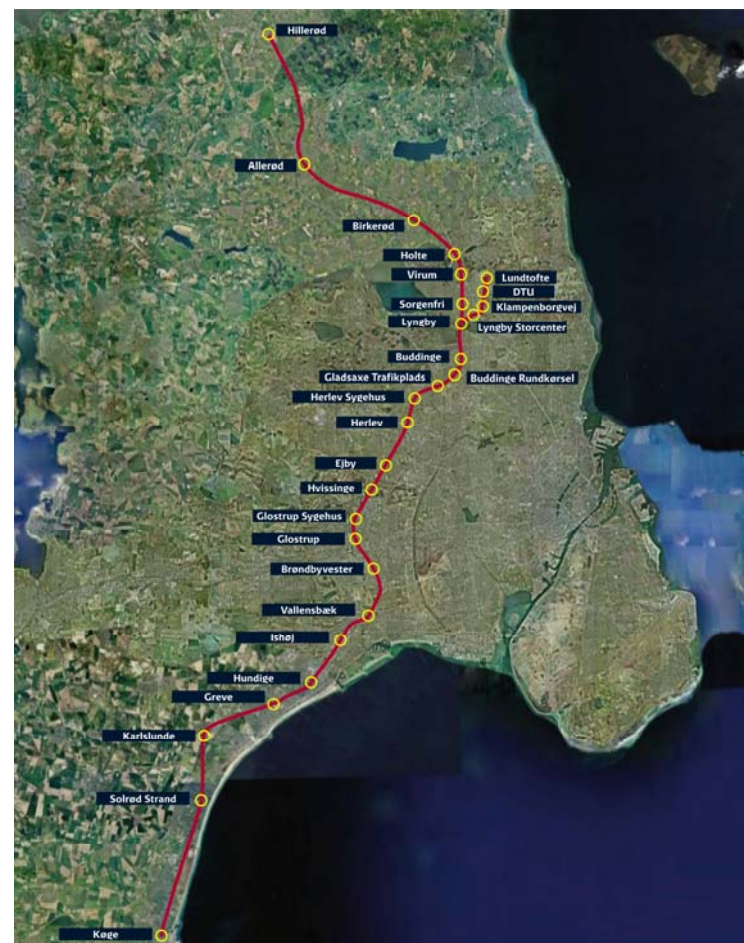 Hillerød
Allerød
Birkerød
Holte
Virum
Lundtofte
DTU
Sorgenfri
Klampenborgvej
Lyngby
Lyngby Storcenter
Buddinge
Gladsaxe Trafikplads
Buddinge Rundkørsel
Herlev Sygehus
Herlev
Ejby
Hvissinge
Glostrup Sygehus
Glostrup
Brøndbyvester
Vallensbæk
Ishøj
Hundige
Greve
Karlslunde
Solrød Strand
Køge